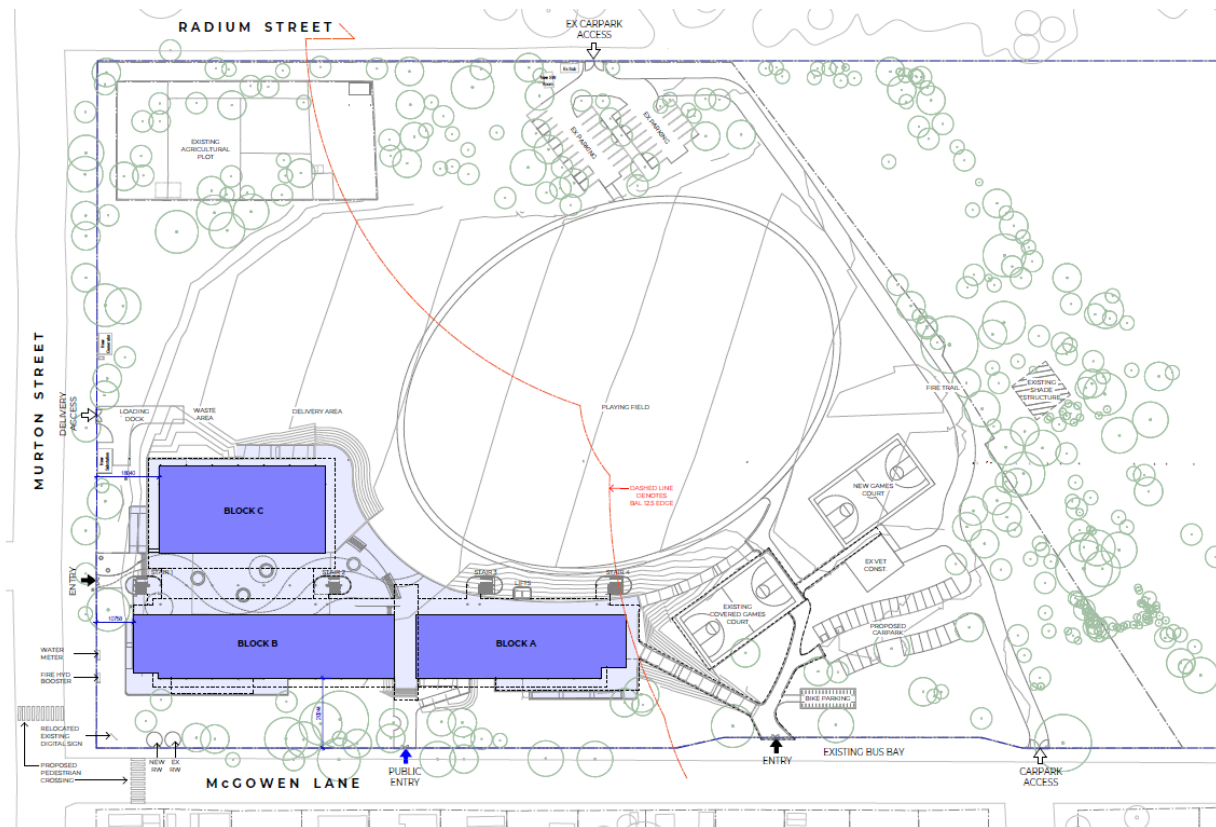 RADIUM STREET
EX CARPARK
ACCESS
EX PARKING
EX PARKING
EXISTING
AGRICULTURAL
PLOT
MURTON STREET
DELIVERY
ACCESS
LOADING
DOCK
WASTE
AREA
DELIVERY AREA
PLAYING FIELD
FIRE TRAIL
EXISTING
SHADE
STRUCTURE
DASHED LINE
DENOTES
BAL 12.5 EDGE
NEW GAMES
COURT
BLOCK C
EX VET
CONST.
ENTRY
STAIR 2
STAIR 3
LIFTS
STAIR 4
EXISTING
COVERED GAMES
COURT
PROPOSED
CARPARK
10750
BLOCK B
BLOCK A
WATER
METER
FIRE HYD
BOOSTER
BIKE PARKING
RELOCATED
EXISTING
DIGITAL SIGN
NEW
RW
EX
RW
PROPOSED
PEDESTRIAN
CROSSING
McGOWEN LANE
PUBLIC
ENTRY
ENTRY
EXISTING BUS BAY
CARPARK
ACCESS